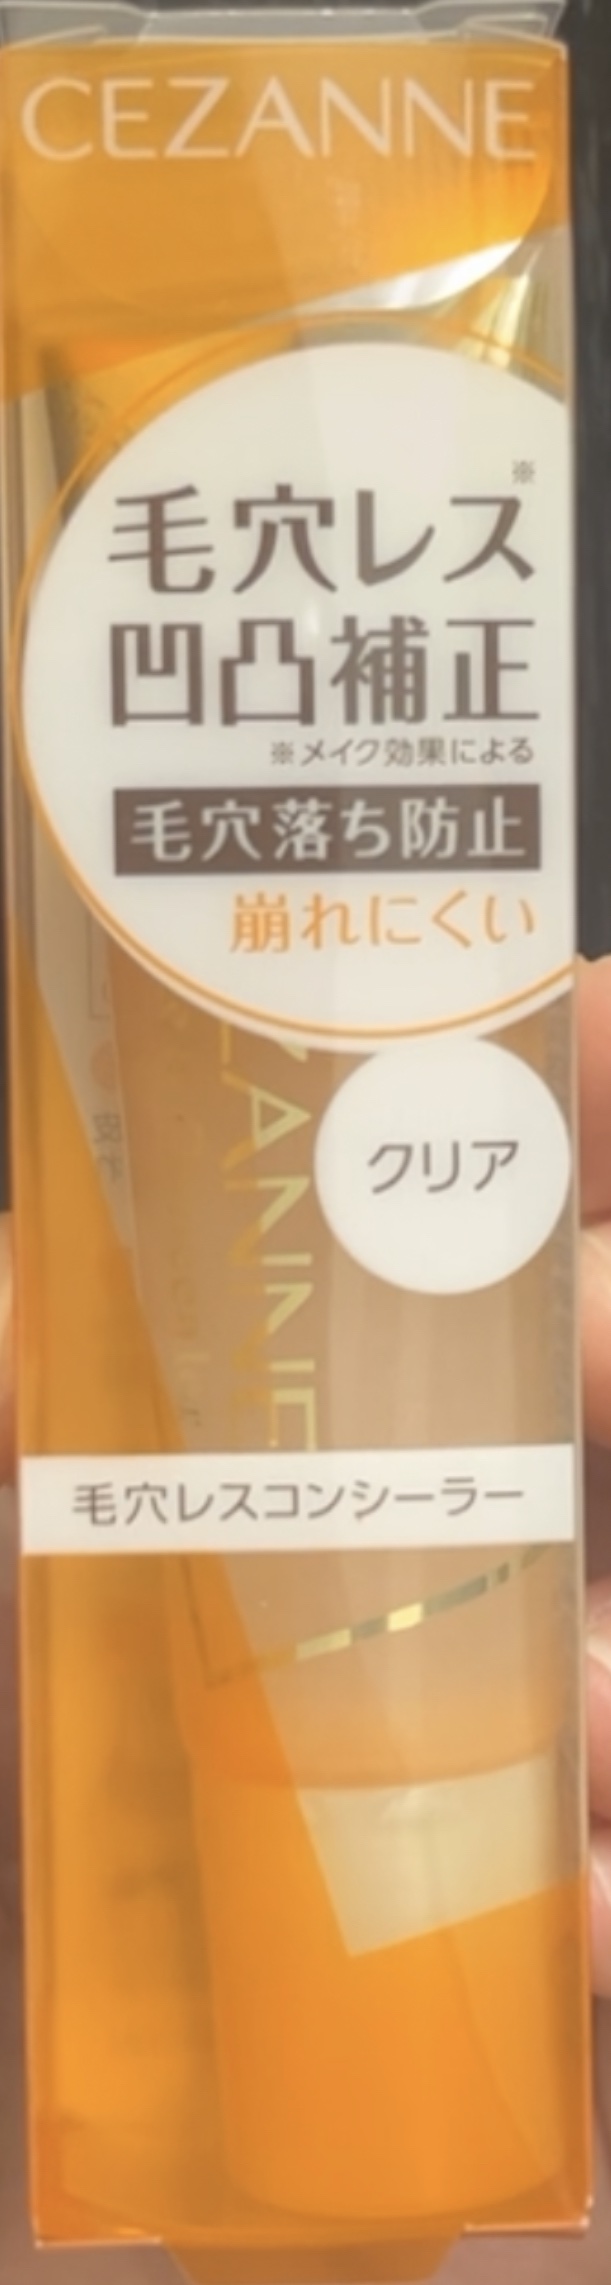 CEZANNE
※
毛穴レス
凹凸補正
※メイク効果による
毛穴落ち防止
崩れにくい
ZANNE
クリア
毛穴レスコンシーラー